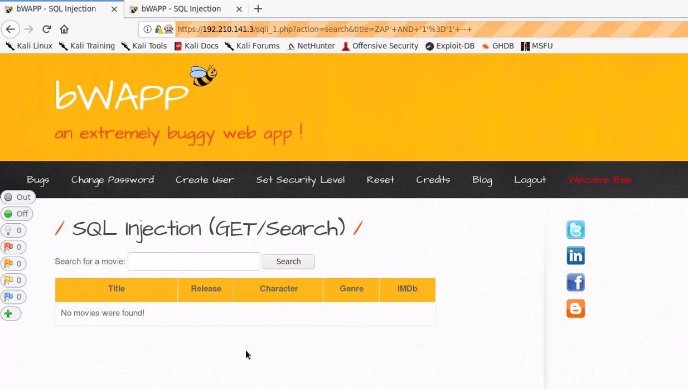 bWAPP - SQL Injection × bWAPP - SQL Injection × +
https://192.210.141.3/sqli_1.php?action=search&title=ZAP'+AND+'1'%3D'1'+--+
Kali Linux Kali Training Kali Tools Kali Docs Kali Forums NetHunter Offensive Security Exploit-DB GHDB MSFU
bWAPP
an extremely buggy web app !
Bugs Change Password Create User Set Security Level Reset Credits Blog Logout Welcome Bee
Out
Off
0
0
0
0
0
/ SQL Injection (GET/Search) /
Search for a movie: Search
Title Release Character Genre IMDb
No movies were found!